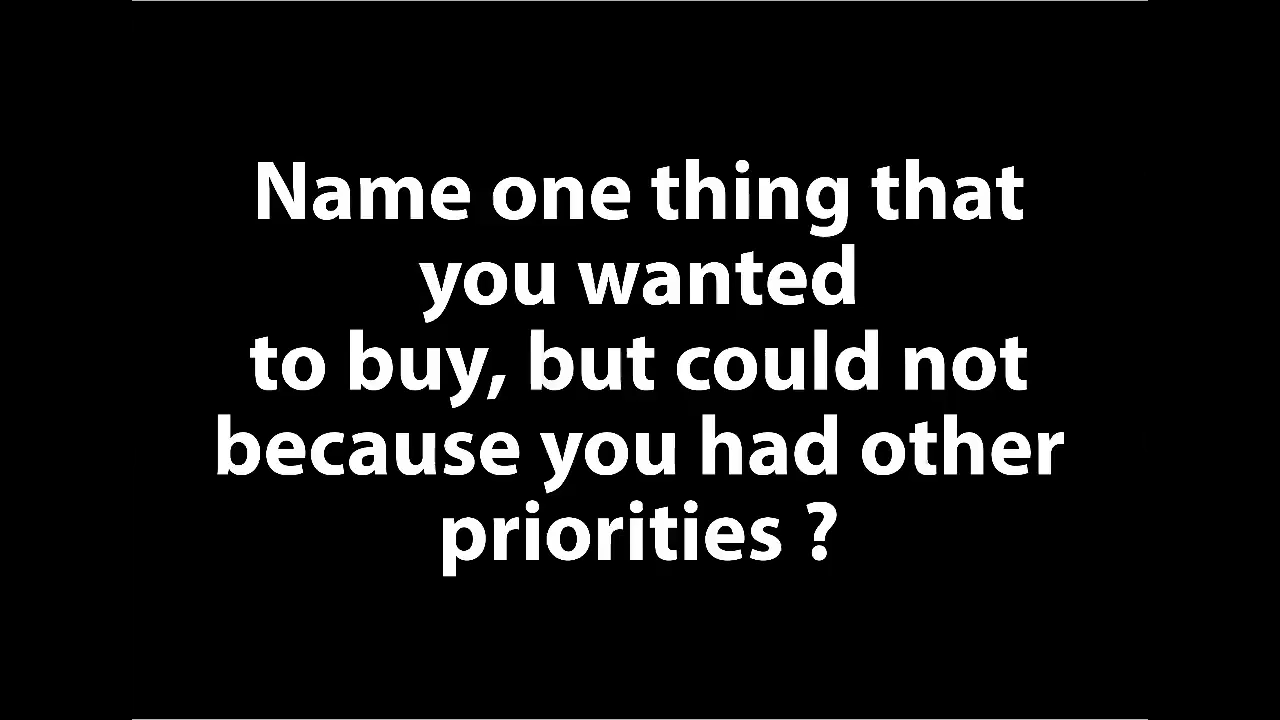 Name one thing that
you wanted
to buy, but could not
because you had other
priorities ?